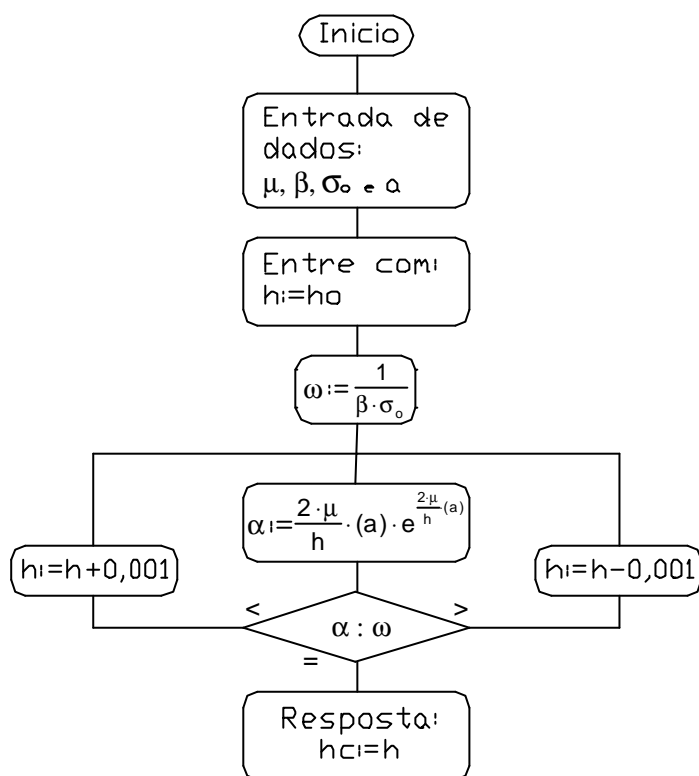 Inicio
Entrada de
dados:
μ, β, σₒ e a
Entre com:
h:=ho
ω:=1/(β·σₒ)
α:=2·μ/h·(a)·e^(2·μ/h·(a))
h:=h+0,001
h:=h-0,001
< >
α : ω
=
Resposta:
hc:=h